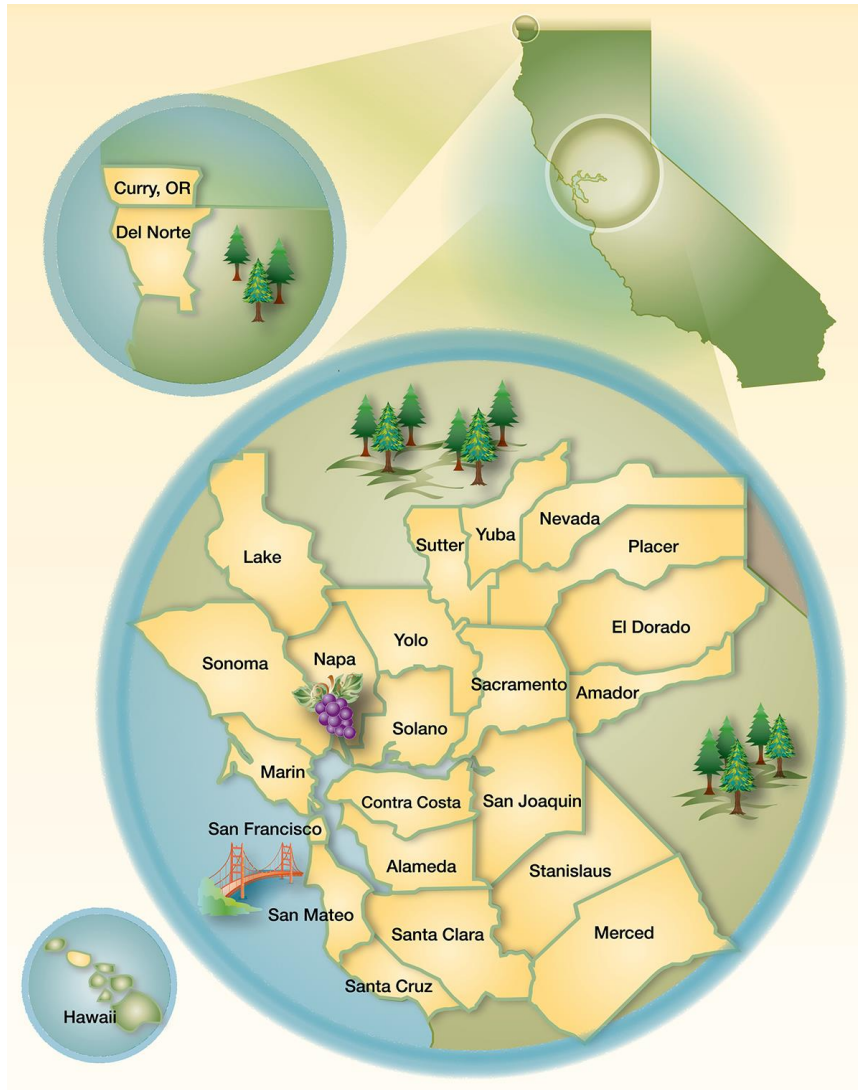 Curry, OR
Del Norte
Nevada
Yuba
Sutter
Placer
Lake
El Dorado
Yolo
Napa
Sonoma
Sacramento
Amador
Solano
Marin
Contra Costa
San Joaquin
San Francisco
Alameda
Stanislaus
San Mateo
Santa Clara
Merced
Santa Cruz
Hawaii